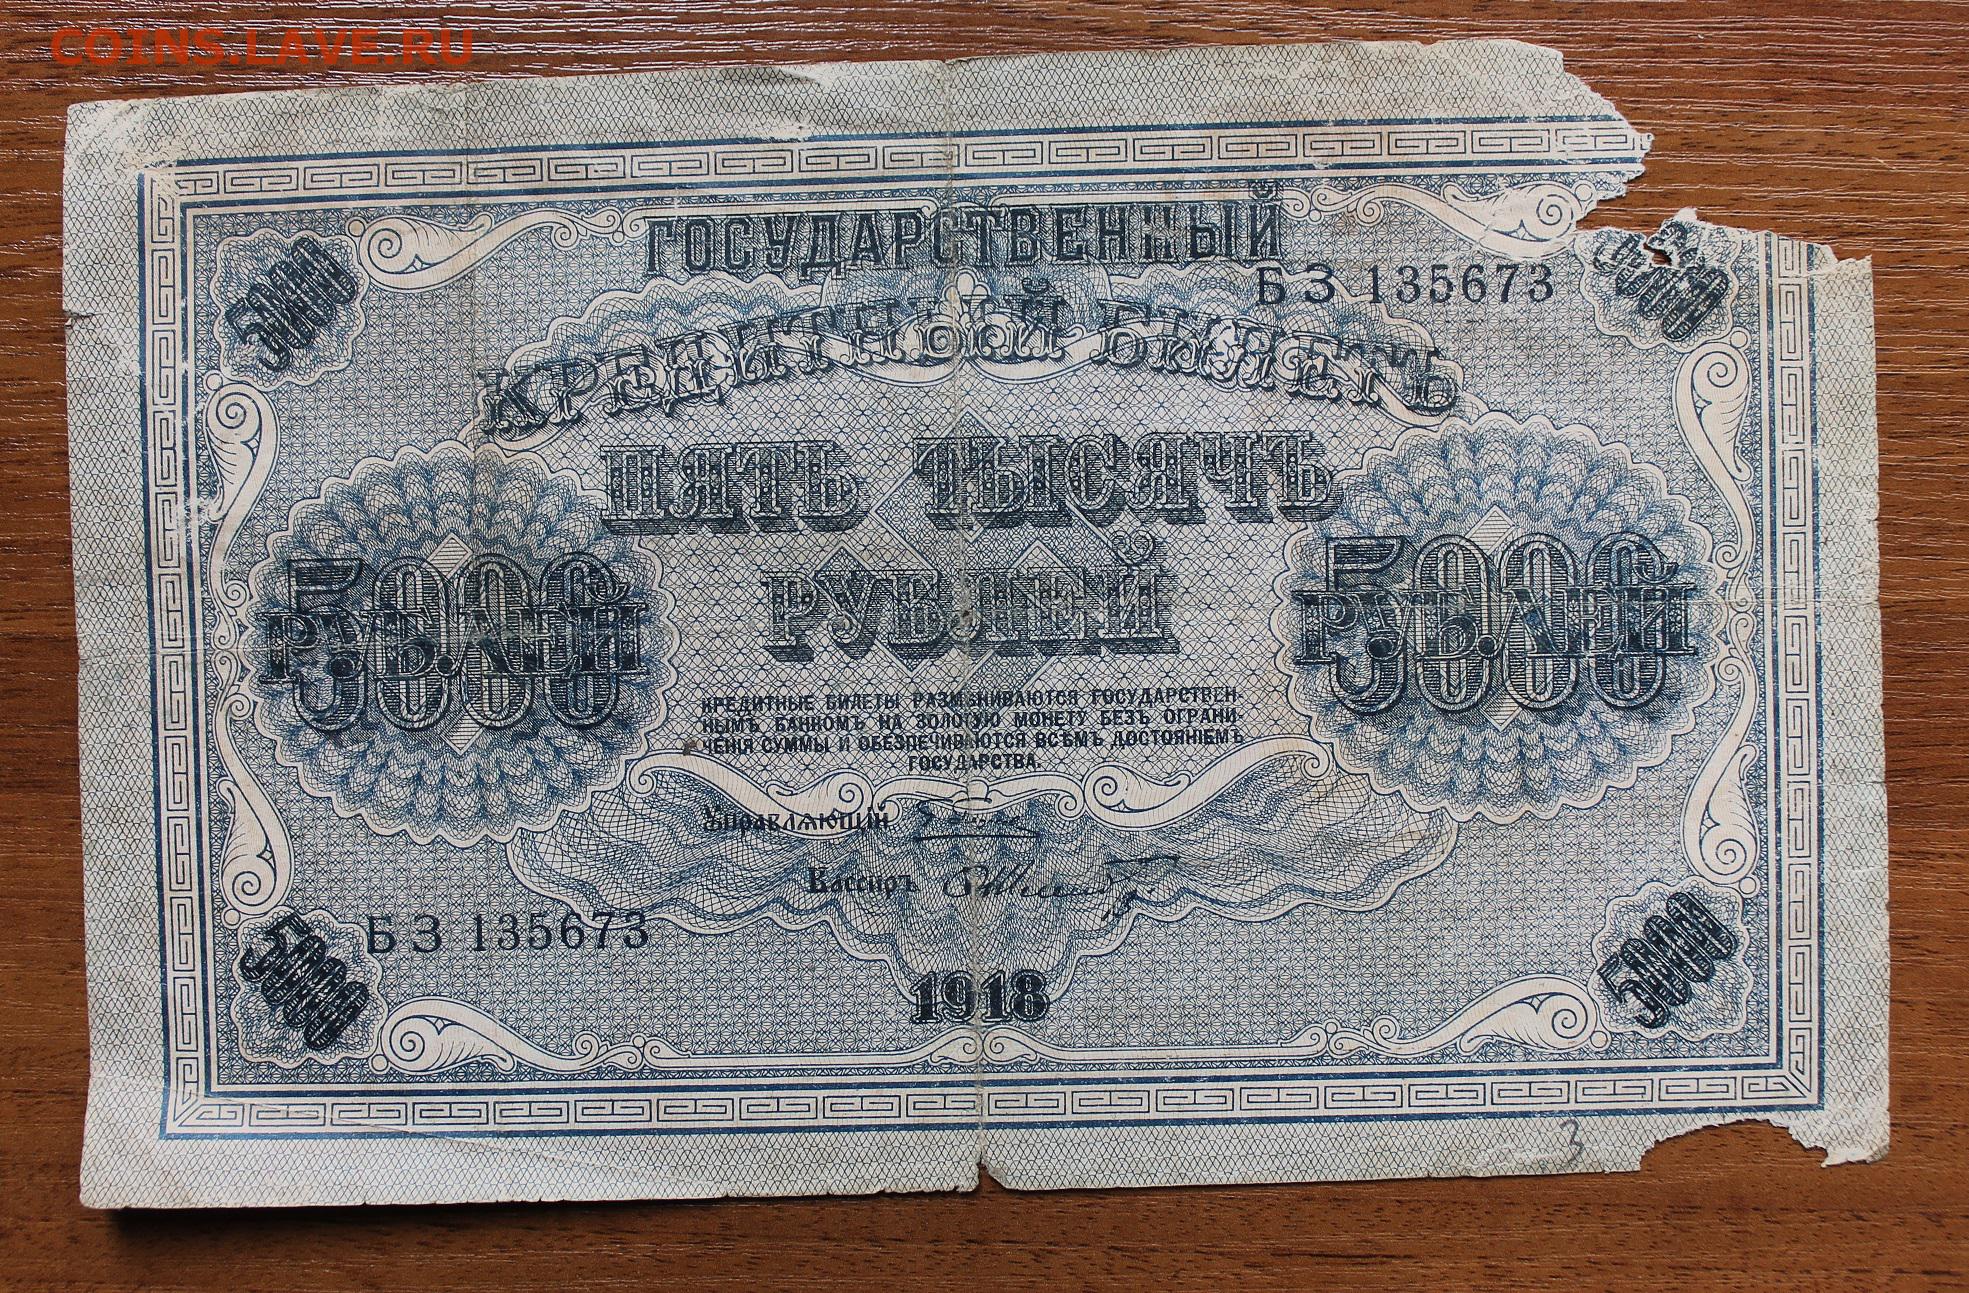 COINS.LAVE.RU
ГОСУДАРСТВЕННЫЙ
БЗ 135673
КРЕДИТНЫЙ БИЛЕТЪ
5000
5000
ПЯТЬ ТЫСЯЧЪ
РУБЛЕЙ
5000 РУБЛЕЙ
5000 РУБЛЕЙ
КРЕДИТНЫЕ БИЛЕТЫ РАЗМѢНИВАЮТСЯ ГОСУДАРСТВЕН-
НЫМЪ БАНКОМЪ НА ЗОЛОТУЮ МОНЕТУ БЕЗЪ ОГРАНИ-
ЧЕНІЯ СУММЫ И ОБЕЗПЕЧИВАЮТСЯ ВСѢМЪ ДОСТОЯНІЕМЪ
ГОСУДАРСТВА.
Управляющій
Кассиръ
БЗ 135673
5000
1918
5000
3